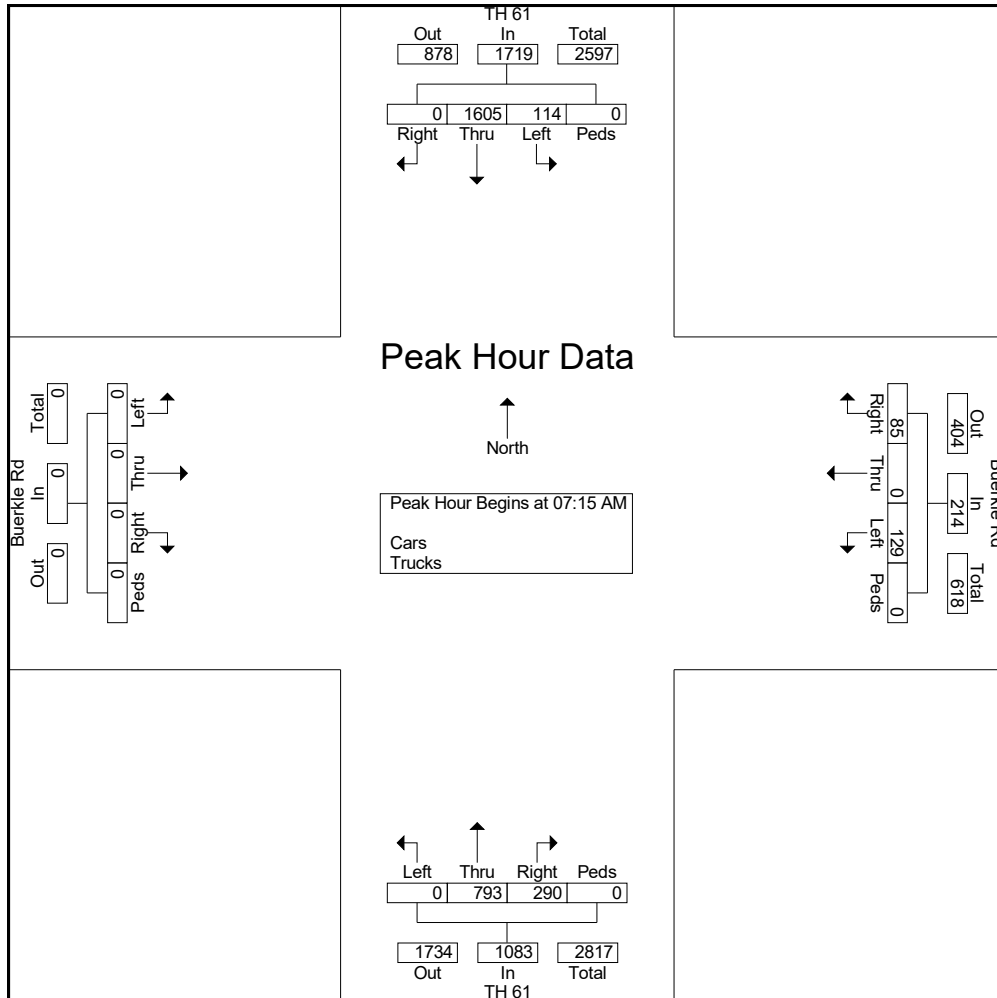 TH 61
Out In Total
878 1719 2597
0 1605 114 0
Right Thru Left Peds
Peak Hour Data
North
Peak Hour Begins at 07:15 AM
Cars
Trucks
Buerkle Rd
Total In Out
0 0 0
0 0 0 0
Left Thru Right Peds
Right Thru Left Peds
85 0 129 0
404 214 618
Out In Total
Buerkle Rd
Left Thru Right Peds
0 793 290 0
1734 1083 2817
Out In Total
TH 61